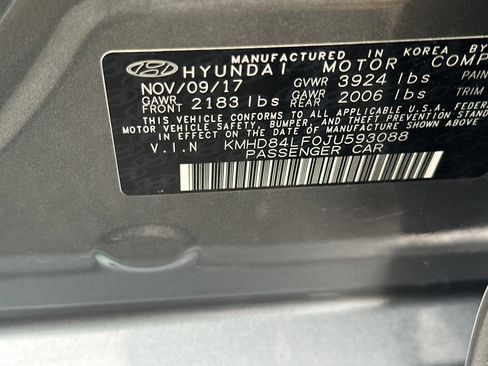 MANUFACTURED IN KOREA BY
HYUNDAI MOTOR COMP
NOV/09/17 GVWR 3924 lbs PAIN
GAWR FRONT 2183 lbs GAWR REAR 2006 lbs TRIM
THIS VEHICLE CONFORMS TO ALL APPLICABLE U.S.A. FEDER
MOTOR VEHICLE SAFETY, BUMPER, AND THEFT PREVENTION STAND
IN EFFECT ON THE DATE OF MANUFACTURE SHOWN ABOVE.
V.I.N KMHD84LF0JU593088
PASSENGER CAR